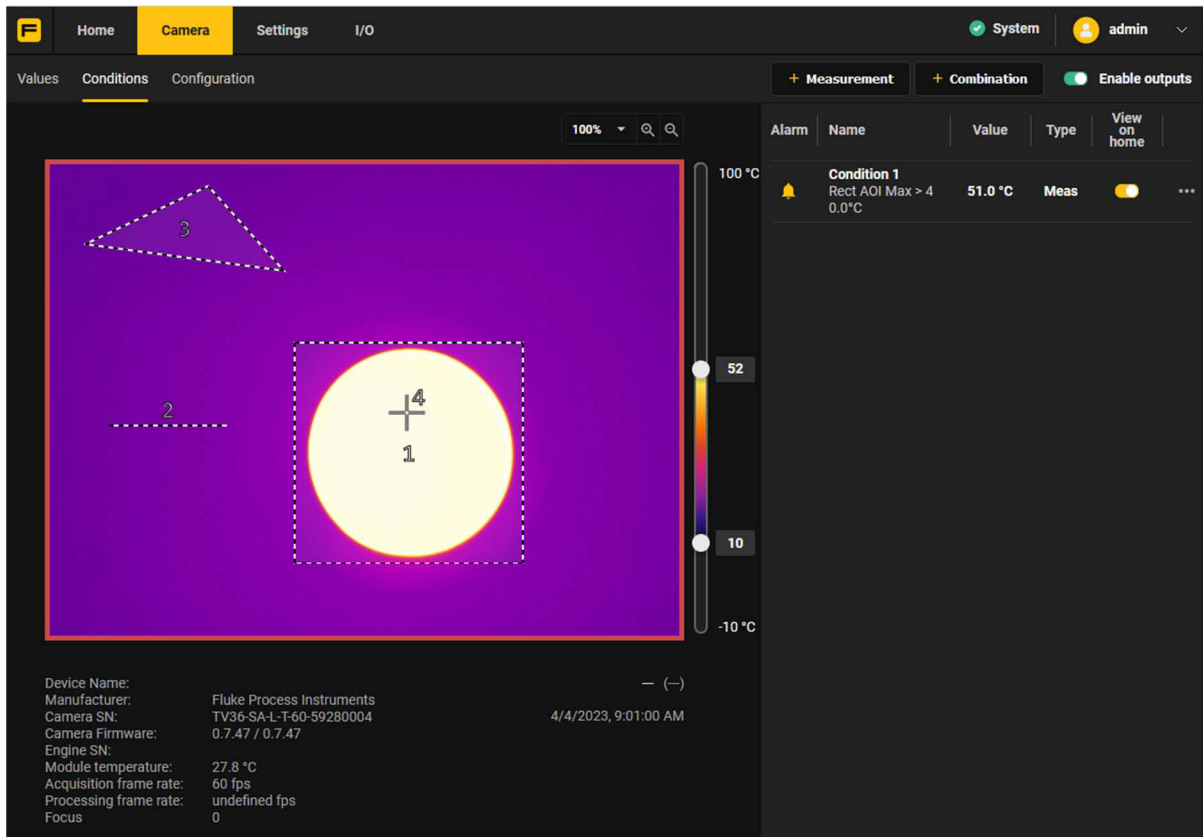 F Home Camera Settings I/O System admin
Values Conditions Configuration + Measurement + Combination Enable outputs
100%
Alarm Name Value Type View on home
100 °C
Condition 1
Rect AOI Max > 4
0.0°C
51.0 °C Meas
3
52
4
2
1
10
-10 °C
Device Name: — (--)
Manufacturer: Fluke Process Instruments
Camera SN: TV36-SA-L-T-60-59280004 4/4/2023, 9:01:00 AM
Camera Firmware: 0.7.47 / 0.7.47
Engine SN:
Module temperature: 27.8 °C
Acquisition frame rate: 60 fps
Processing frame rate: undefined fps
Focus 0